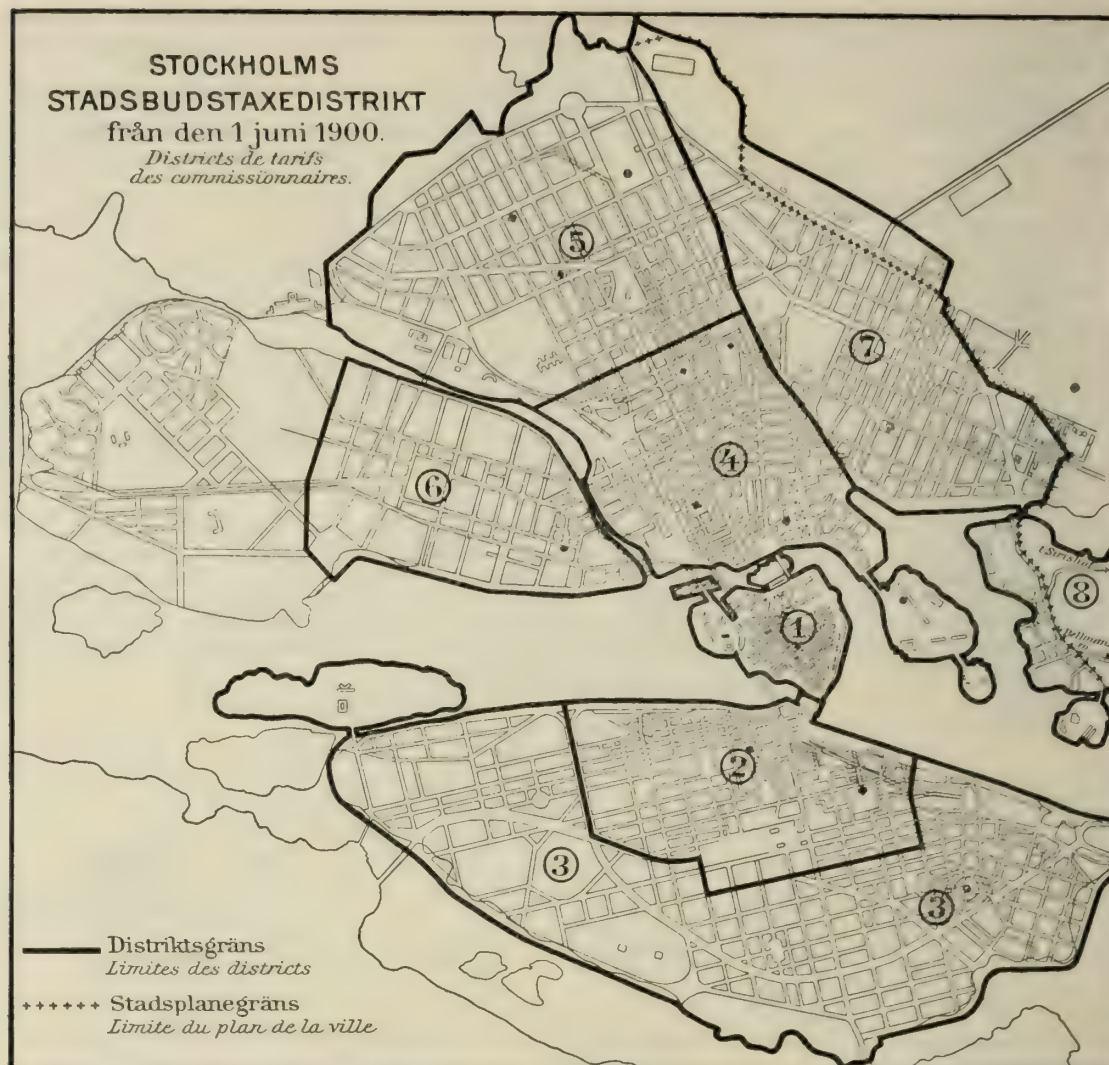 STOCKHOLMS
STADSBUDSTAXEDISTRIKT
från den 1 juni 1900.
Districts de tarifs
des commissionnaires.
5
7
4
6
8
1
2
3
3
Distriktsgräns
Limites des districts
++++++ Stadsplanegräns
Limite du plan de la ville